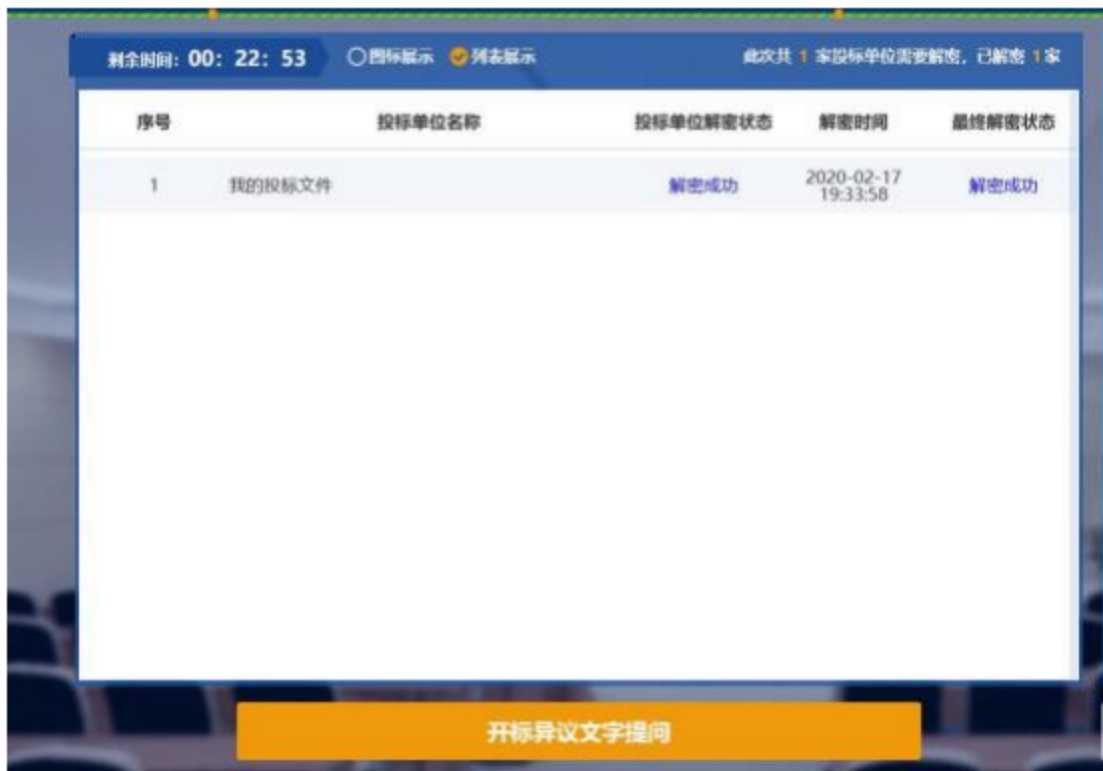 剩余时间: 00: 22: 53 图标展示 列表展示 此次共 1 家投标单位需要解密, 已解密 1 家
序号 投标单位名称 投标单位解密状态 解密时间 最终解密状态
1 我的投标文件 解密成功 2020-02-17 19:33:58 解密成功
开标异议文字提问